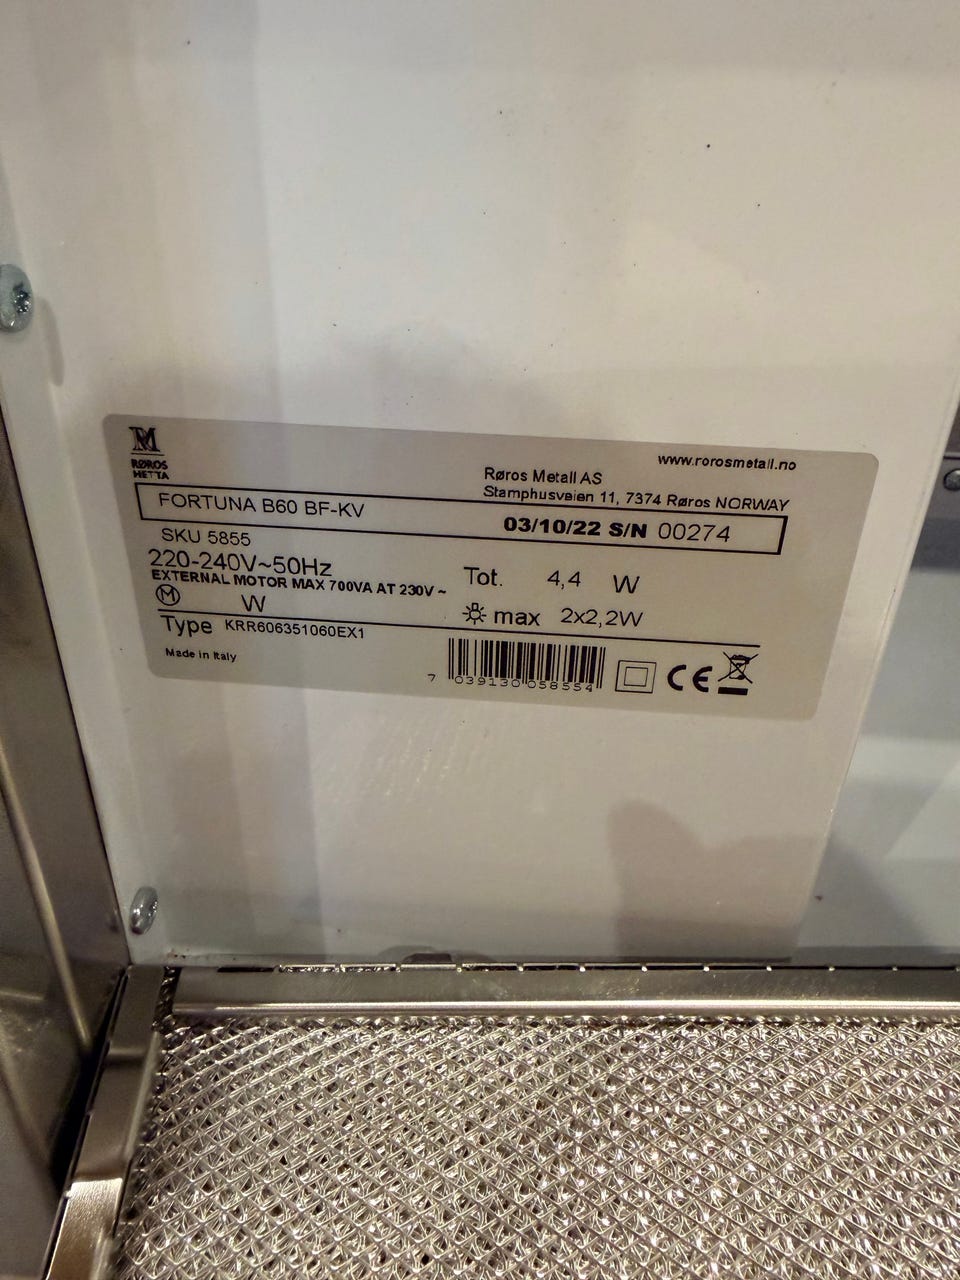 RM
RØROS
HETTA
www.rorosmetall.no
Røros Metall AS
Stamphusveien 11, 7374 Røros NORWAY
FORTUNA B60 BF-KV
03/10/22 S/N 00274
SKU 5855
220-240V~50Hz
EXTERNAL MOTOR MAX 700VA AT 230V~
Tot. 4,4 W
M W
max 2x2,2W
Type KRR606351060EX1
Made in Italy
7 039130 058554
CE